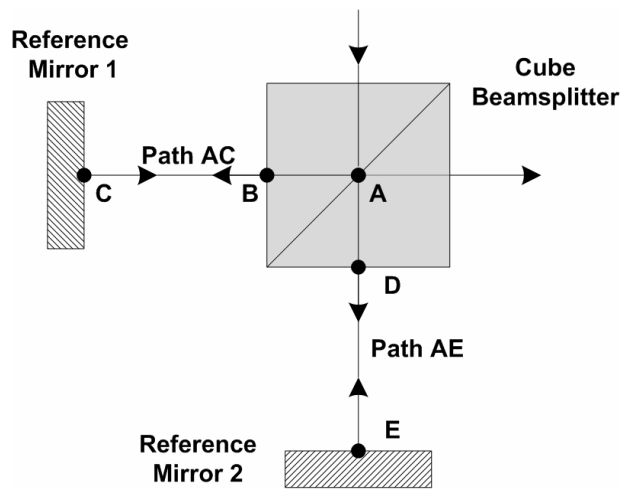 Reference
Mirror 1
Cube
Beamsplitter
Path AC
C
B
A
D
Path AE
E
Reference
Mirror 2